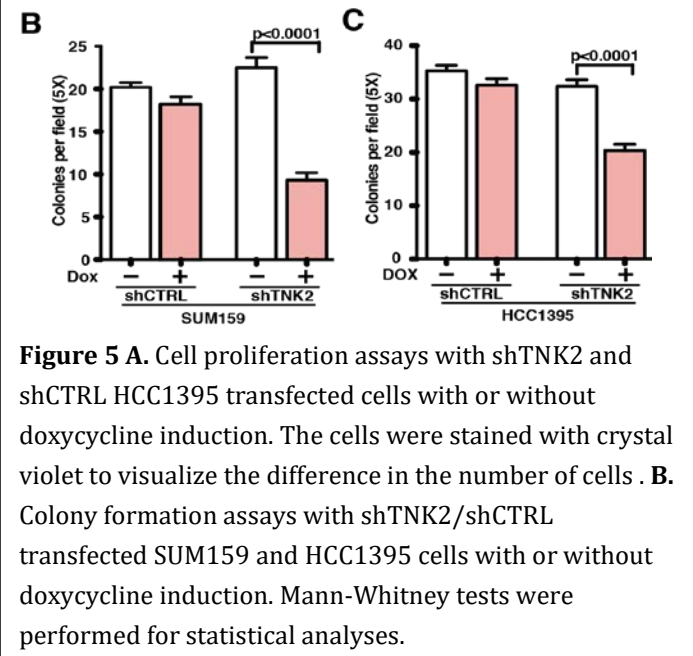 B
p<0.0001
Colonies per field (5X)
25
20
15
10
5
0
Dox
− + − +
shCTRL shTNK2
SUM159
C
p<0.0001
Colonies per field (5X)
40
30
20
10
0
DOX
− + − +
shCTRL shTNK2
HCC1395
Figure 5 A. Cell proliferation assays with shTNK2 and
shCTRL HCC1395 transfected cells with or without
doxycycline induction. The cells were stained with crystal
violet to visualize the difference in the number of cells . B.
Colony formation assays with shTNK2/shCTRL
transfected SUM159 and HCC1395 cells with or without
doxycycline induction. Mann-Whitney tests were
performed for statistical analyses.